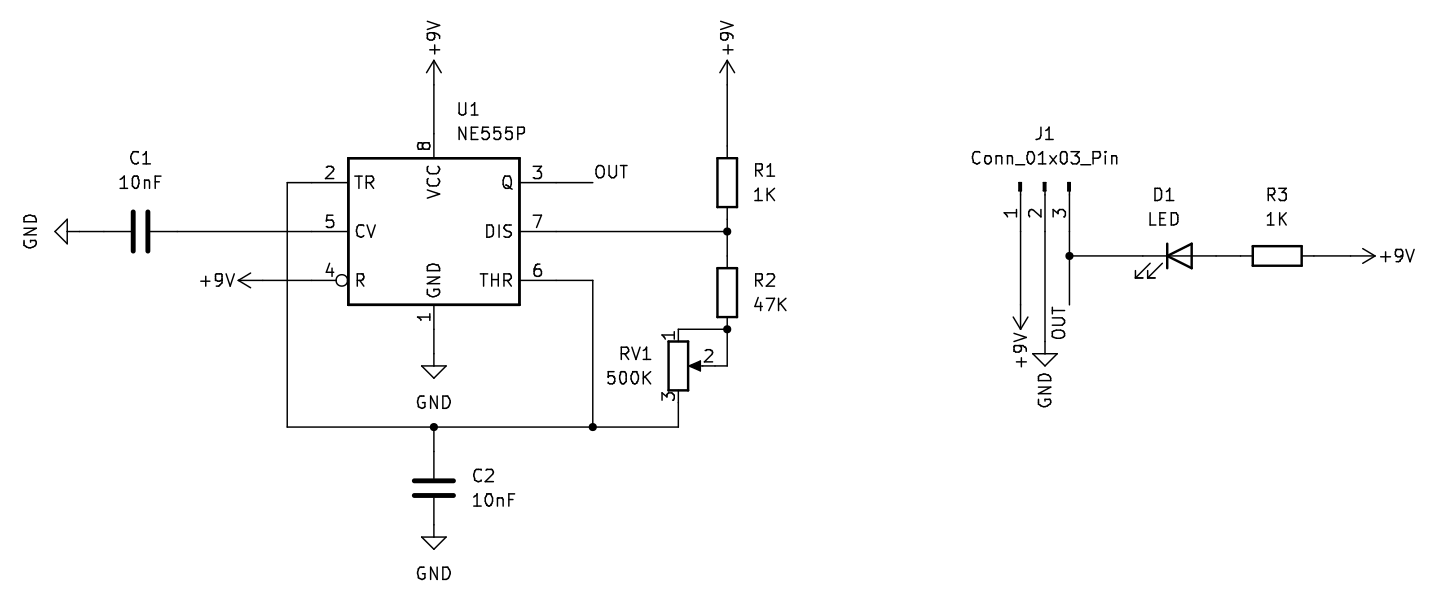 +9V
+9V
U1
NE555P
8
C1
10nF
2
TR
VCC
Q
3
OUT
R1
1K
GND
5
CV
DIS
7
+9V
4
R
GND
THR
6
R2
47K
1
GND
RV1
500K
1
2
3
C2
10nF
GND
J1
Conn_01x03_Pin
1
2
3
D1
LED
R3
1K
+9V
+9V
GND
OUT